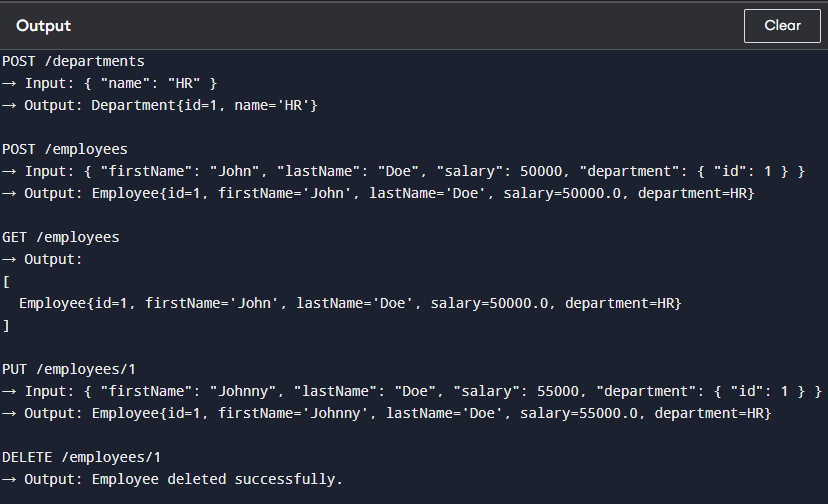 Output
Clear
POST /departments
→ Input: { "name": "HR" }
→ Output: Department{id=1, name='HR'}
POST /employees
→ Input: { "firstName": "John", "lastName": "Doe", "salary": 50000, "department": { "id": 1 } }
→ Output: Employee{id=1, firstName='John', lastName='Doe', salary=50000.0, department=HR}
GET /employees
→ Output:
[
  Employee{id=1, firstName='John', lastName='Doe', salary=50000.0, department=HR}
]
PUT /employees/1
→ Input: { "firstName": "Johnny", "lastName": "Doe", "salary": 55000, "department": { "id": 1 } }
→ Output: Employee{id=1, firstName='Johnny', lastName='Doe', salary=55000.0, department=HR}
DELETE /employees/1
→ Output: Employee deleted successfully.